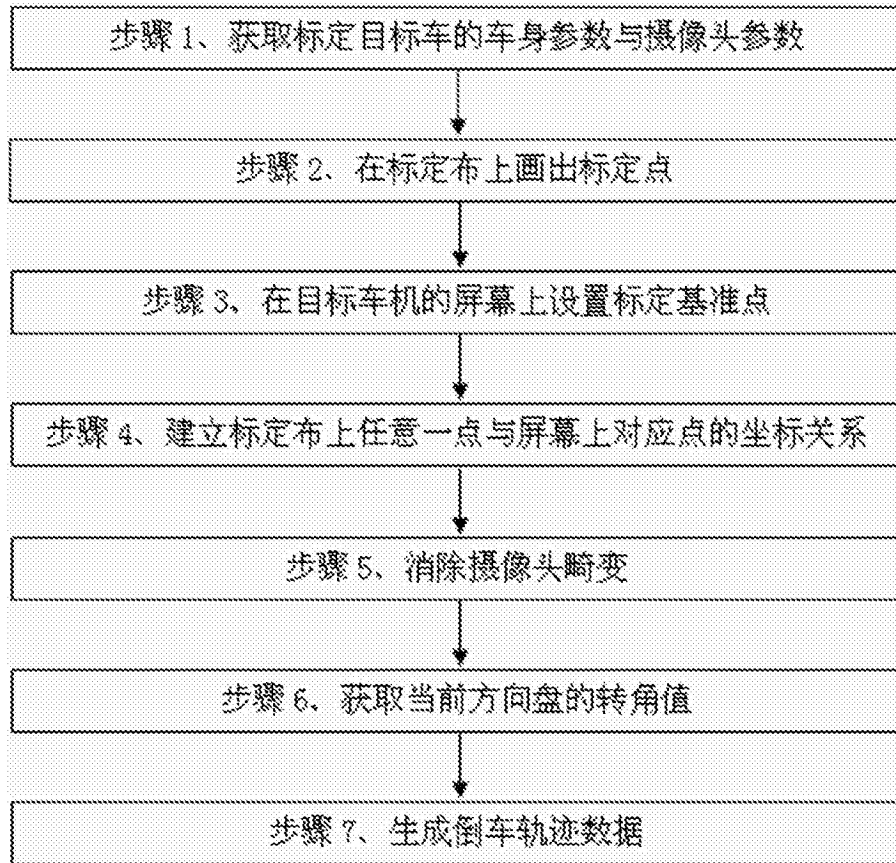 步骤 1、获取标定目标车的车身参数与摄像头参数
步骤 2、在标定布上画出标定点
步骤 3、在目标车机的屏幕上设置标定基准点
步骤 4、建立标定布上任意一点与屏幕上对应点的坐标关系
步骤 5、消除摄像头畸变
步骤 6、获取当前方向盘的转角值
步骤 7、生成倒车轨迹数据